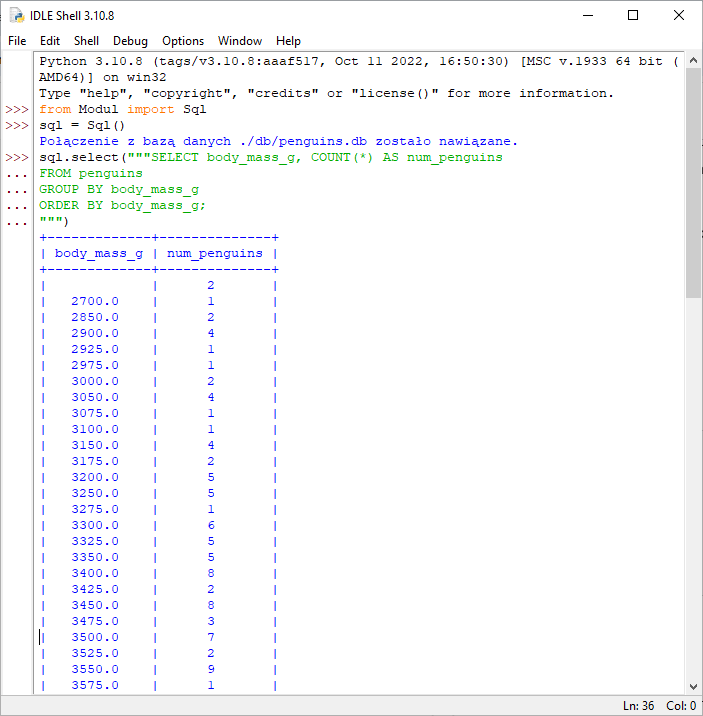 IDLE Shell 3.10.8
File Edit Shell Debug Options Window Help
Python 3.10.8 (tags/v3.10.8:aaaf517, Oct 11 2022, 16:50:30) [MSC v.1933 64 bit (
AMD64)] on win32
Type "help", "copyright", "credits" or "license()" for more information.
>>> from Modul import Sql
>>> sql = Sql()
Połączenie z bazą danych ./db/penguins.db zostało nawiązane.
>>> sql.select("""SELECT body_mass_g, COUNT(*) AS num_penguins
... FROM penguins
... GROUP BY body_mass_g
... ORDER BY body_mass_g;
... """)
+-------------+--------------+
| body_mass_g | num_penguins |
+-------------+--------------+
|             |      2       |
|   2700.0    |      1       |
|   2850.0    |      2       |
|   2900.0    |      4       |
|   2925.0    |      1       |
|   2975.0    |      1       |
|   3000.0    |      2       |
|   3050.0    |      4       |
|   3075.0    |      1       |
|   3100.0    |      1       |
|   3150.0    |      4       |
|   3175.0    |      2       |
|   3200.0    |      5       |
|   3250.0    |      5       |
|   3275.0    |      1       |
|   3300.0    |      6       |
|   3325.0    |      5       |
|   3350.0    |      5       |
|   3400.0    |      8       |
|   3425.0    |      2       |
|   3450.0    |      8       |
|   3475.0    |      3       |
|   3500.0    |      7       |
|   3525.0    |      2       |
|   3550.0    |      9       |
|   3575.0    |      1       |
Ln: 36 Col: 0